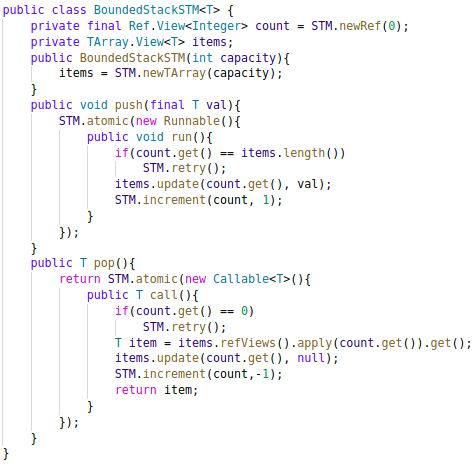 public class BoundedStackSTM<T> {
    private final Ref.View<Integer> count = STM.newRef(0);
    private TArray.View<T> items;
    public BoundedStackSTM(int capacity){
        items = STM.newTArray(capacity);
    }
    public void push(final T val){
        STM.atomic(new Runnable(){
            public void run(){
                if(count.get() == items.length())
                    STM.retry();
                items.update(count.get(), val);
                STM.increment(count, 1);
            }
        });
    }
    public T pop(){
        return STM.atomic(new Callable<T>(){
            public T call(){
                if(count.get() == 0)
                    STM.retry();
                T item = items.refViews().apply(count.get()).get();
                items.update(count.get(), null);
                STM.increment(count,-1);
                return item;
            }
        });
    }
}